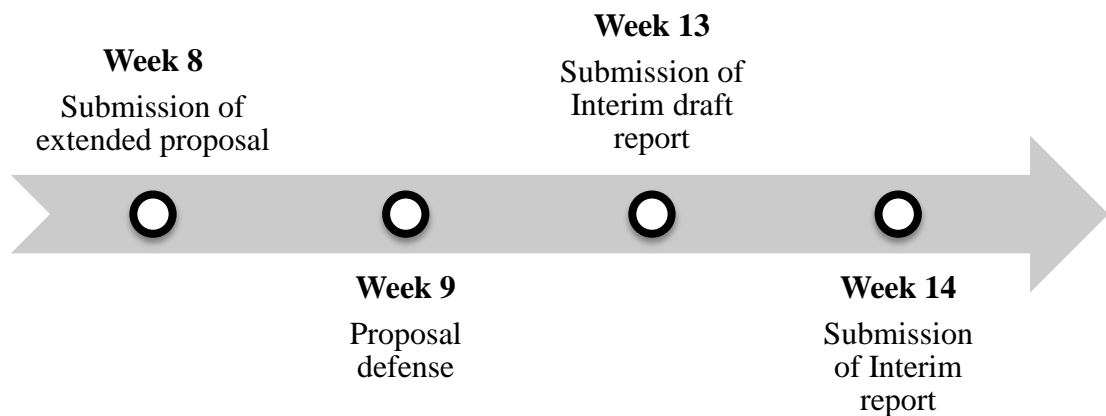 Week 8
Submission of
extended proposal
Week 9
Proposal
defense
Week 13
Submission of
Interim draft
report
Week 14
Submission
of Interim
report